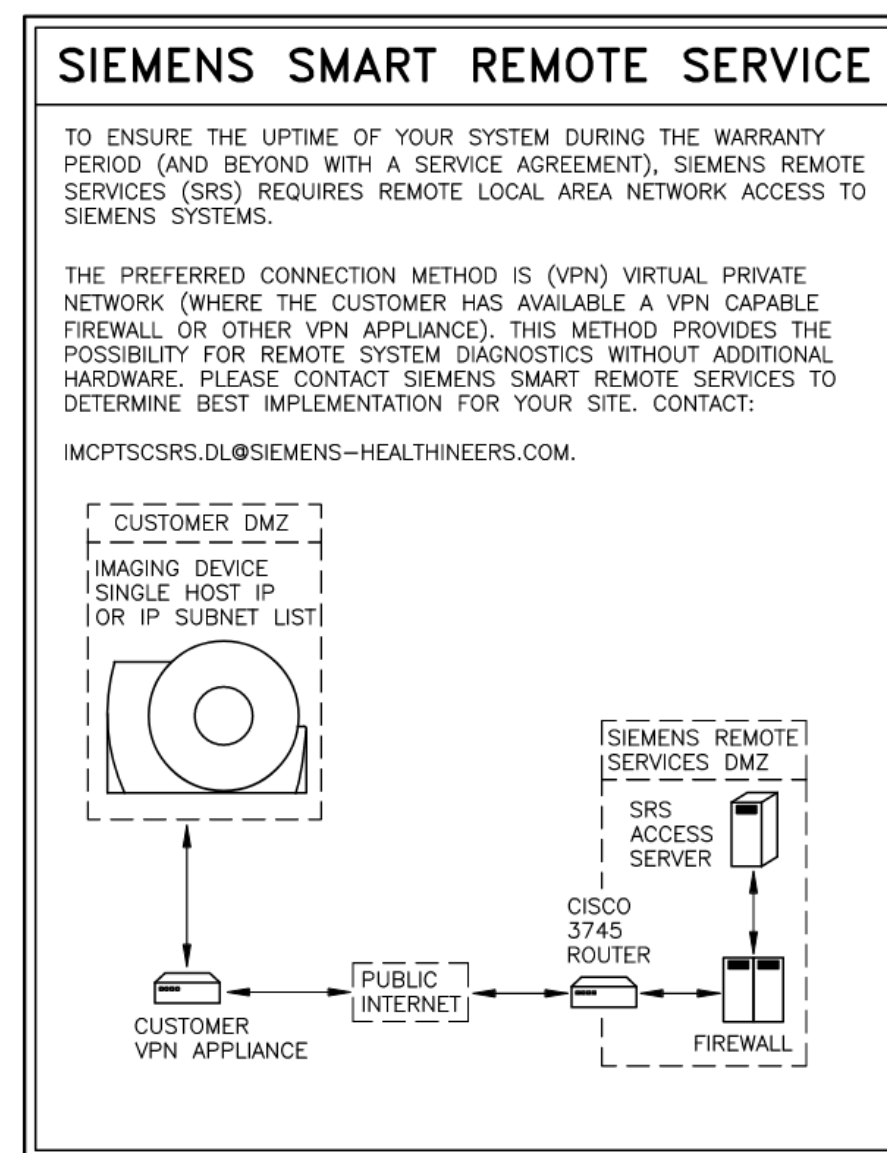 SIEMENS SMART REMOTE SERVICE
TO ENSURE THE UPTIME OF YOUR SYSTEM DURING THE WARRANTY
PERIOD (AND BEYOND WITH A SERVICE AGREEMENT), SIEMENS REMOTE
SERVICES (SRS) REQUIRES REMOTE LOCAL AREA NETWORK ACCESS TO
SIEMENS SYSTEMS.
THE PREFERRED CONNECTION METHOD IS (VPN) VIRTUAL PRIVATE
NETWORK (WHERE THE CUSTOMER HAS AVAILABLE A VPN CAPABLE
FIREWALL OR OTHER VPN APPLIANCE). THIS METHOD PROVIDES THE
POSSIBILITY FOR REMOTE SYSTEM DIAGNOSTICS WITHOUT ADDITIONAL
HARDWARE. PLEASE CONTACT SIEMENS SMART REMOTE SERVICES TO
DETERMINE BEST IMPLEMENTATION FOR YOUR SITE. CONTACT:
IMCPTSCSRS.DL@SIEMENS-HEALTHINEERS.COM.
CUSTOMER DMZ
IMAGING DEVICE
SINGLE HOST IP
OR IP SUBNET LIST
SIEMENS REMOTE
SERVICES DMZ
SRS
ACCESS
SERVER
CISCO
3745
ROUTER
PUBLIC
INTERNET
CUSTOMER
VPN APPLIANCE
FIREWALL